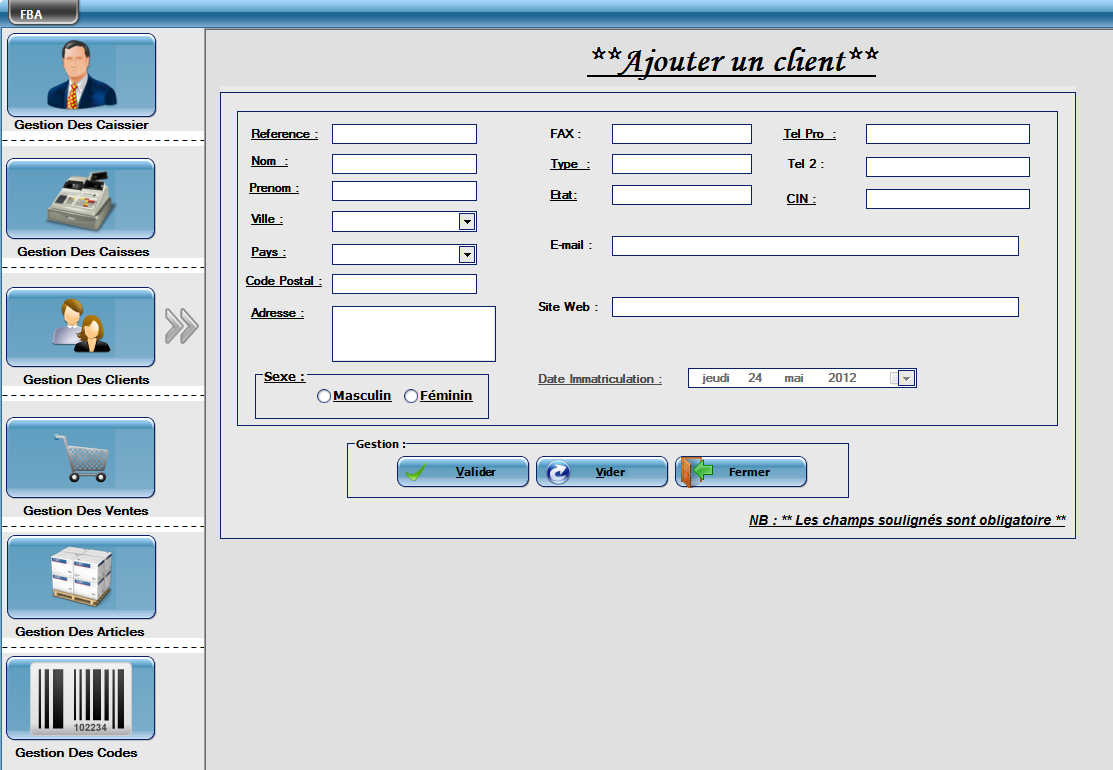 FBA
Gestion Des Caissier
Gestion Des Caisses
Gestion Des Clients
Gestion Des Ventes
Gestion Des Articles
102234
Gestion Des Codes
**Ajouter un client**
Reference :
Nom :
Prenom :
Ville :
Pays :
Code Postal :
Adresse :
Sexe :
Masculin Féminin
FAX :
Type :
Etat:
Tel Pro :
Tel 2 :
CIN :
E-mail :
Site Web :
Date Immatriculation : jeudi 24 mai 2012
Gestion :
Valider Vider Fermer
NB : ** Les champs soulignés sont obligatoire **